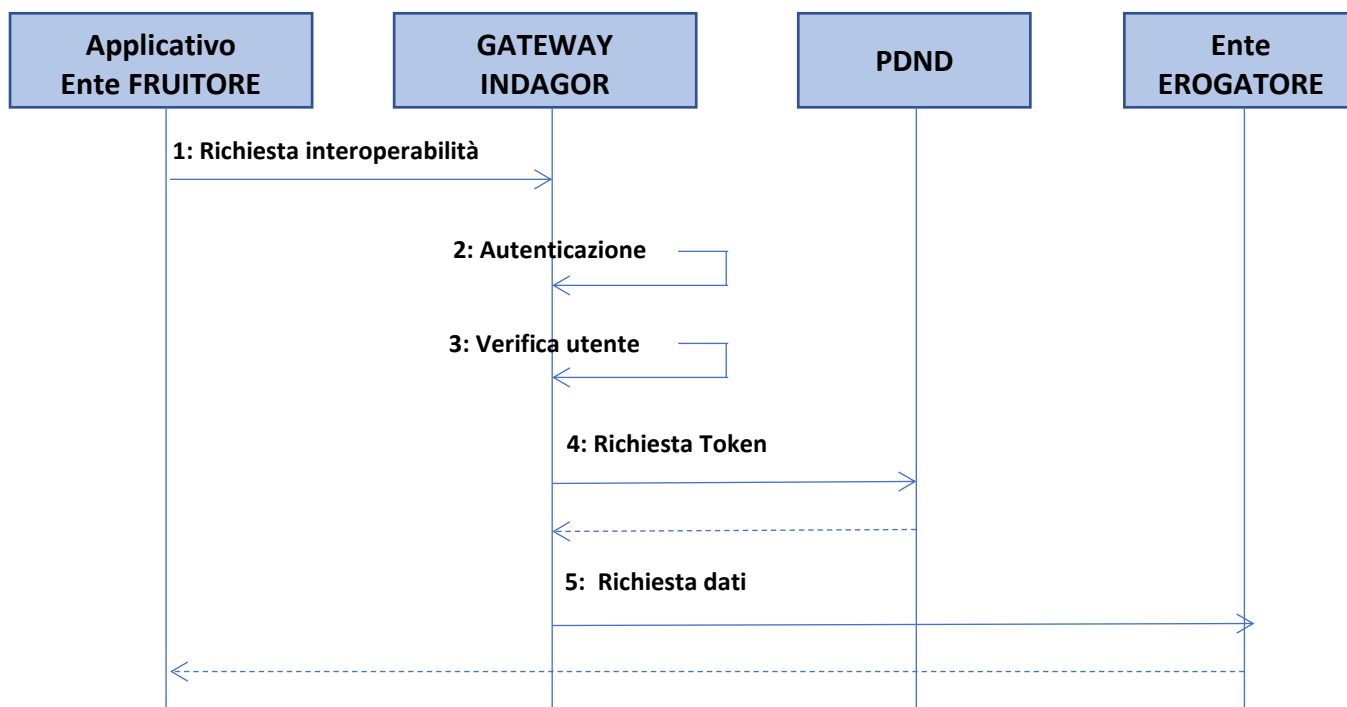 Applicativo
Ente FRUITORE
GATEWAY
INDAGOR
PDND
Ente
EROGATORE
1: Richiesta interoperabilità
2: Autenticazione
3: Verifica utente
4: Richiesta Token
5: Richiesta dati